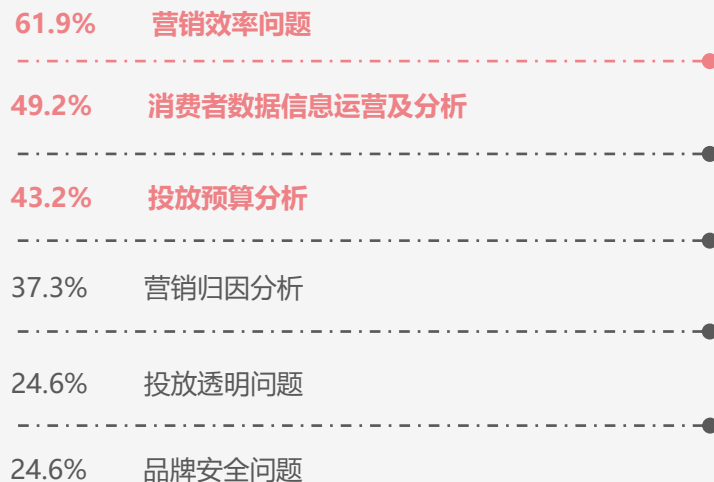 61.9% 营销效率问题
49.2% 消费者数据信息运营及分析
43.2% 投放预算分析
37.3% 营销归因分析
24.6% 投放透明问题
24.6% 品牌安全问题